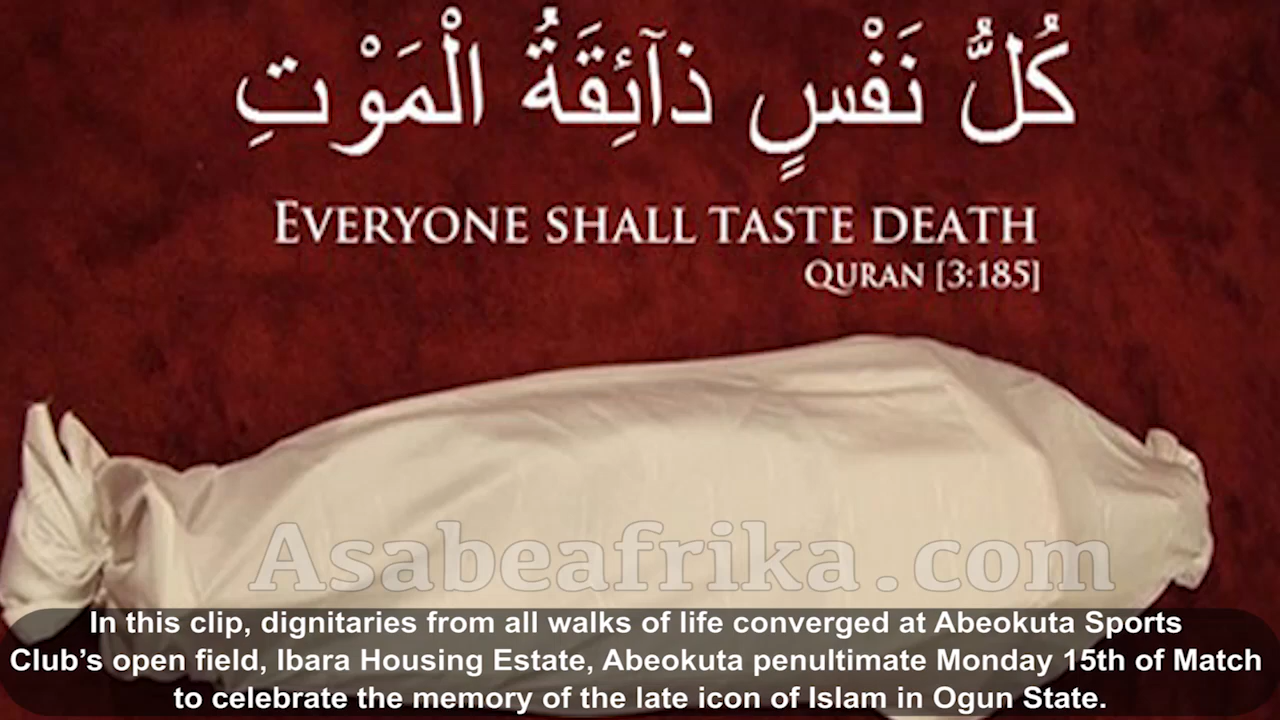 كُلُّ نَفْسٍ ذَآئِقَةُ الْمَوْتِ
EVERYONE SHALL TASTE DEATH
QURAN [3:185]
Asabeafrika.com
In this clip, dignitaries from all walks of life converged at Abeokuta Sports
Club’s open field, Ibara Housing Estate, Abeokuta penultimate Monday 15th of Match
to celebrate the memory of the late icon of Islam in Ogun State.